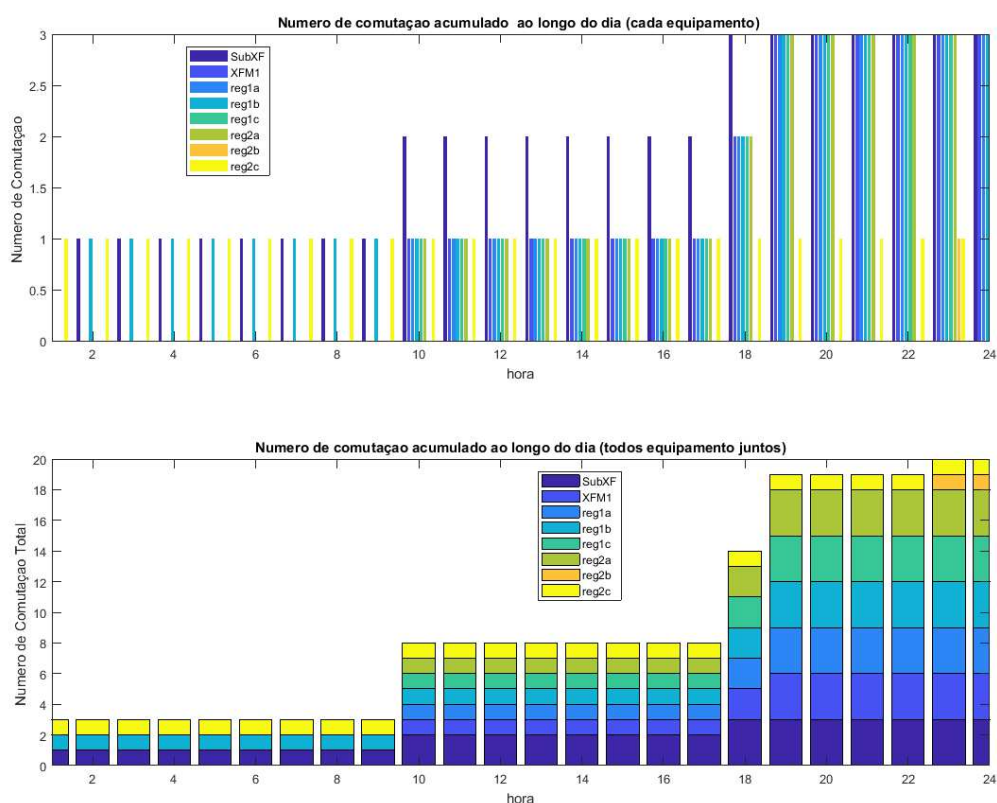 Numero de comutaçao acumulado  ao longo do dia (cada equipamento)
3
2.5
2
1.5
1
0.5
0
Numero de Comutaçao
SubXF
XFM1
reg1a
reg1b
reg1c
reg2a
reg2b
reg2c
2 4 6 8 10 12 14 16 18 20 22 24
hora
Numero de comutaçao acumulado ao longo do dia (todos equipamento juntos)
20
18
16
14
12
10
8
6
4
2
0
Numero de Comutaçao Total
SubXF
XFM1
reg1a
reg1b
reg1c
reg2a
reg2b
reg2c
2 4 6 8 10 12 14 16 18 20 22 24
hora